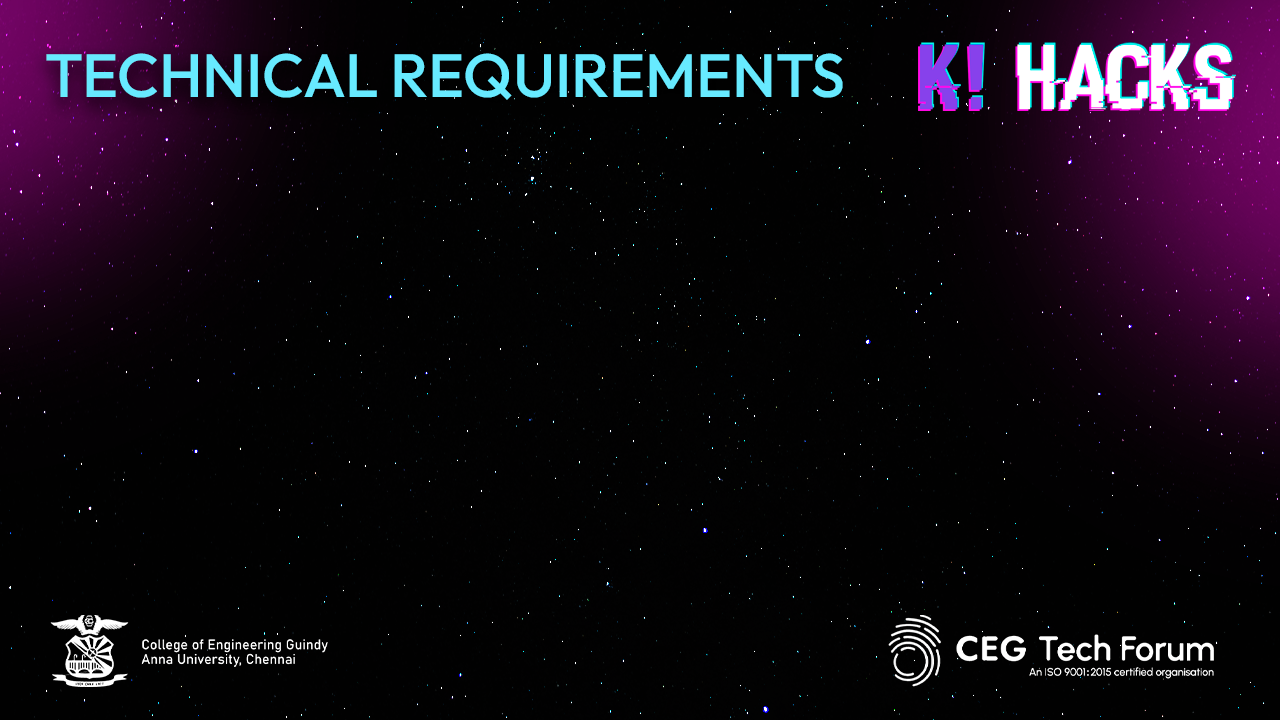 TECHNICAL REQUIREMENTS
K! HACKS
College of Engineering Guindy
Anna University, Chennai
CEG Tech Forum
An ISO 9001:2015 certified organisation